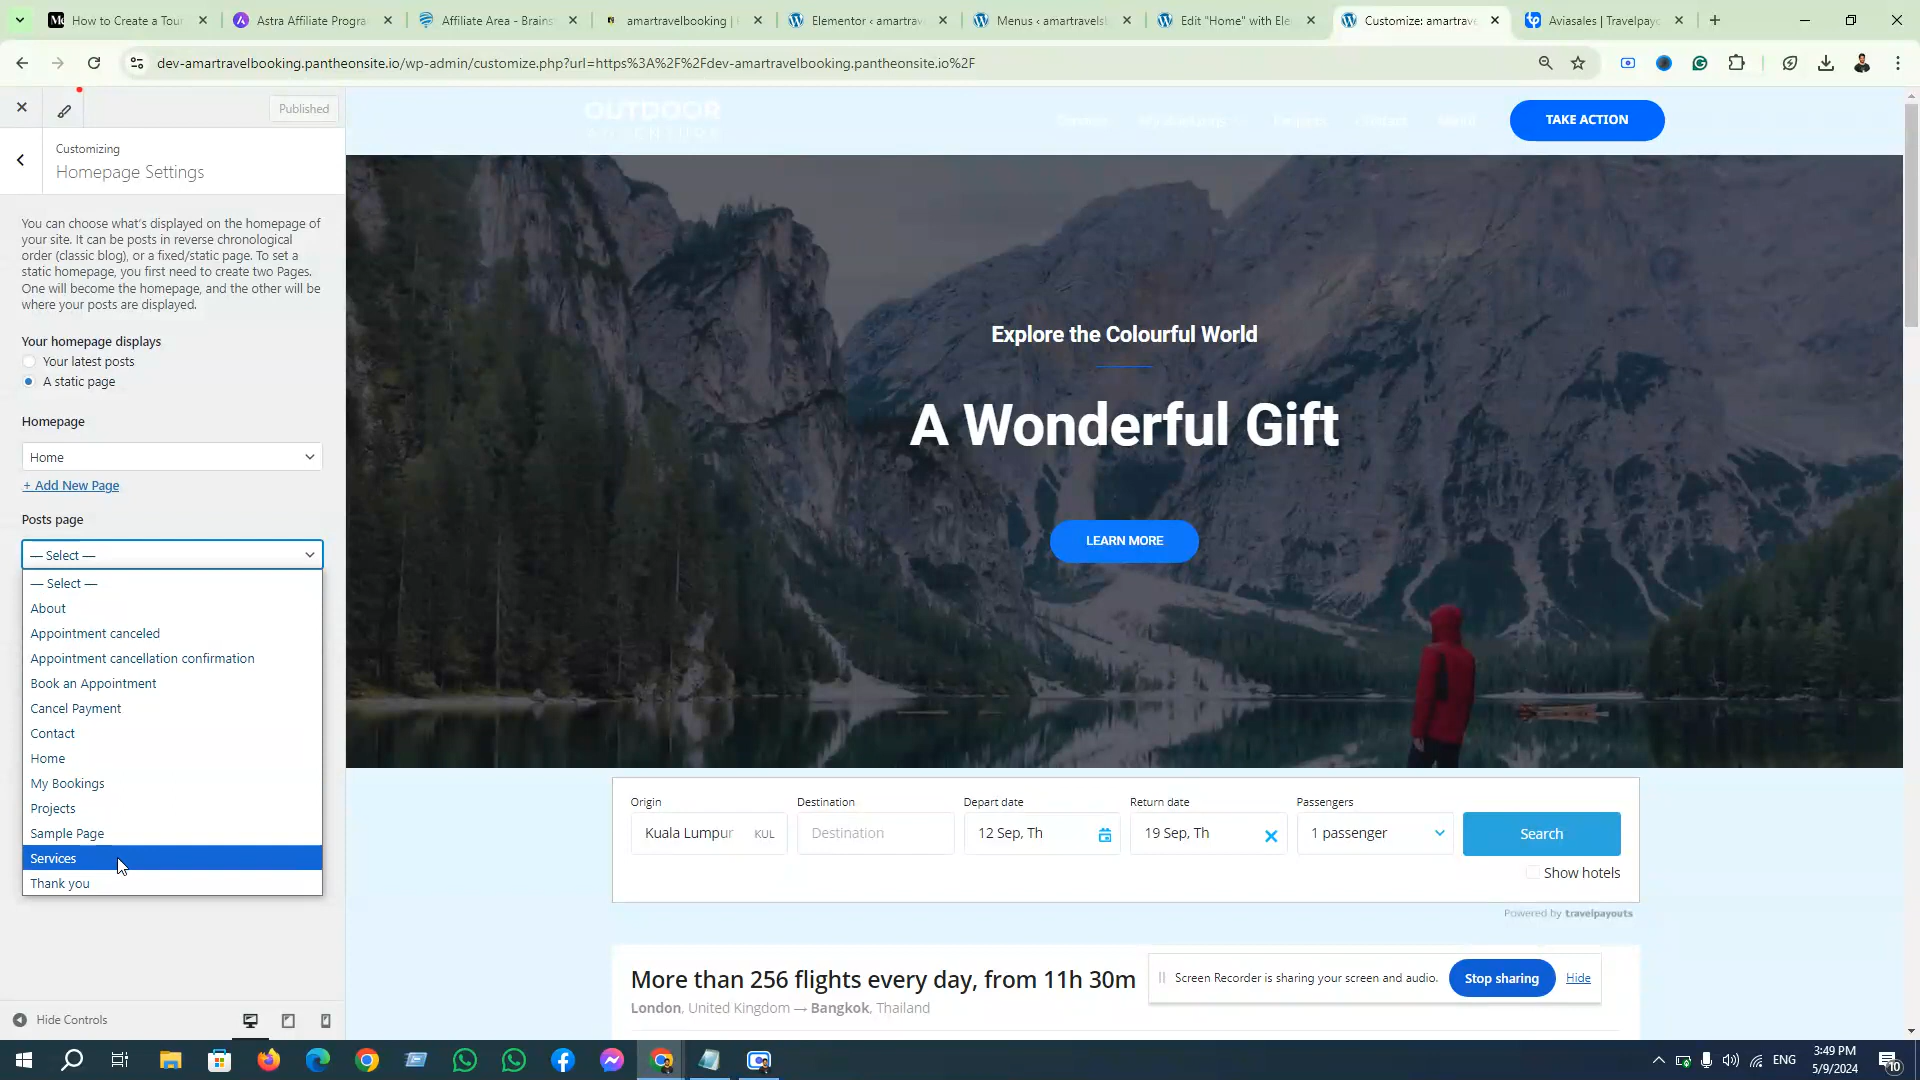 How to Create a Tour
Astra Affiliate Progra
Affiliate Area - Brains
amartravelbooking |
Elementor ‹ amartrav
Menus ‹ amartravels
Edit "Home" with Ele
Customize: amartrave
Aviasales | Travelpayo
dev-amartravelbooking.pantheonsite.io/wp-admin/customize.php?url=https%3A%2F%2Fdev-amartravelbooking.pantheonsite.io%2F
Published
Customizing
Homepage Settings
You can choose what's displayed on the homepage of
your site. It can be posts in reverse chronological
order (classic blog), or a fixed/static page. To set a
static homepage, you first need to create two Pages.
One will become the homepage, and the other will be
where your posts are displayed.
Your homepage displays
Your latest posts
A static page
Homepage
Home
+ Add New Page
Posts page
— Select —
— Select —
About
Appointment canceled
Appointment cancellation confirmation
Book an Appointment
Cancel Payment
Contact
Home
My Bookings
Projects
Sample Page
Services
Thank you
Hide Controls
OUTDOOR
ADVENTURE
TAKE ACTION
Explore the Colourful World
A Wonderful Gift
LEARN MORE
Origin
Destination
Depart date
Return date
Passengers
Kuala Lumpur KUL
Destination
12 Sep, Th
19 Sep, Th
1 passenger
Search
Show hotels
Powered by travelpayouts
More than 256 flights every day, from 11h 30m
London, United Kingdom — Bangkok, Thailand
Screen Recorder is sharing your screen and audio.
Stop sharing
Hide
ENG
3:49 PM
5/9/2024
10